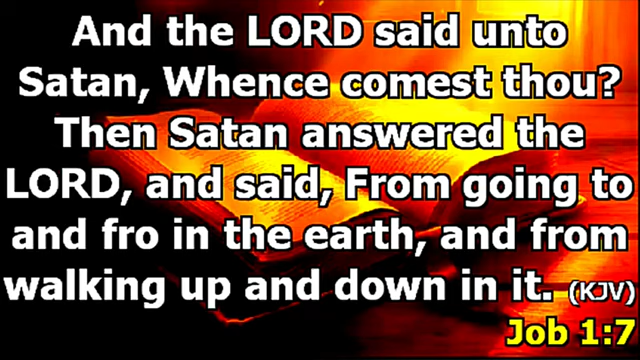 And the LORD said unto
Satan, Whence comest thou?
Then Satan answered the
LORD, and said, From going to
and fro in the earth, and from
walking up and down in it. (KJV)
Job 1:7